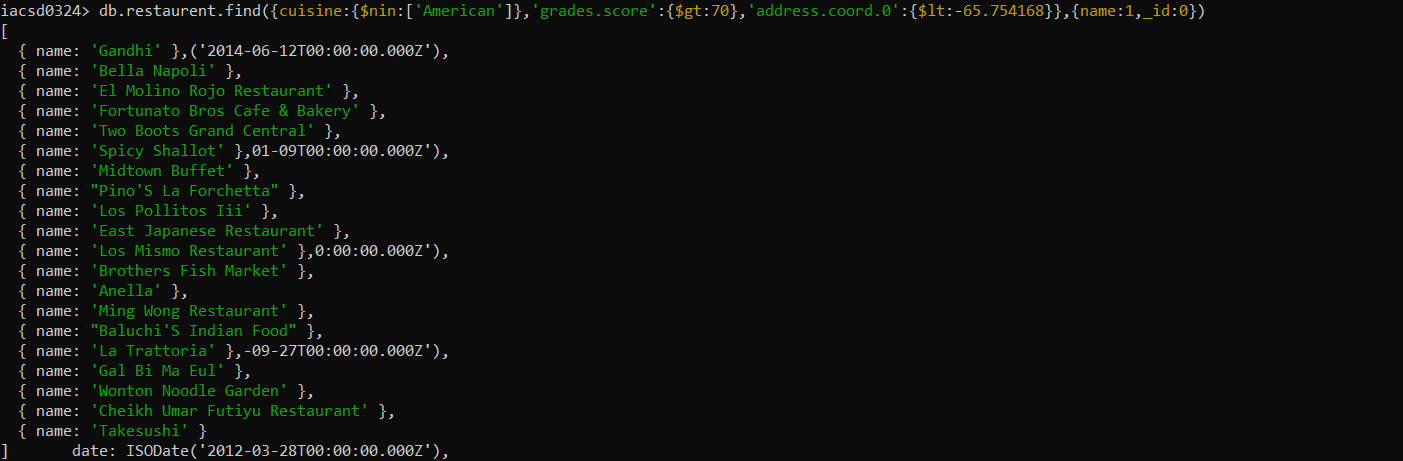 iacsd0324> db.restaurent.find({cuisine:{$nin:['American']},'grades.score':{$gt:70},'address.coord.0':{$lt:-65.754168}},{name:1,_id:0})
[
  { name: 'Gandhi' },('2014-06-12T00:00:00.000Z'),
  { name: 'Bella Napoli' },
  { name: 'El Molino Rojo Restaurant' },
  { name: 'Fortunato Bros Cafe & Bakery' },
  { name: 'Two Boots Grand Central' },
  { name: 'Spicy Shallot' },01-09T00:00:00.000Z'),
  { name: 'Midtown Buffet' },
  { name: "Pino'S La Forchetta" },
  { name: 'Los Pollitos Iii' },
  { name: 'East Japanese Restaurant' },
  { name: 'Los Mismo Restaurant' },0:00:00.000Z'),
  { name: 'Brothers Fish Market' },
  { name: 'Anella' },
  { name: 'Ming Wong Restaurant' },
  { name: "Baluchi'S Indian Food" },
  { name: 'La Trattoria' },-09-27T00:00:00.000Z'),
  { name: 'Gal Bi Ma Eul' },
  { name: 'Wonton Noodle Garden' },
  { name: 'Cheikh Umar Futiyu Restaurant' },
  { name: 'Takesushi' }
]       date: ISODate('2012-03-28T00:00:00.000Z'),